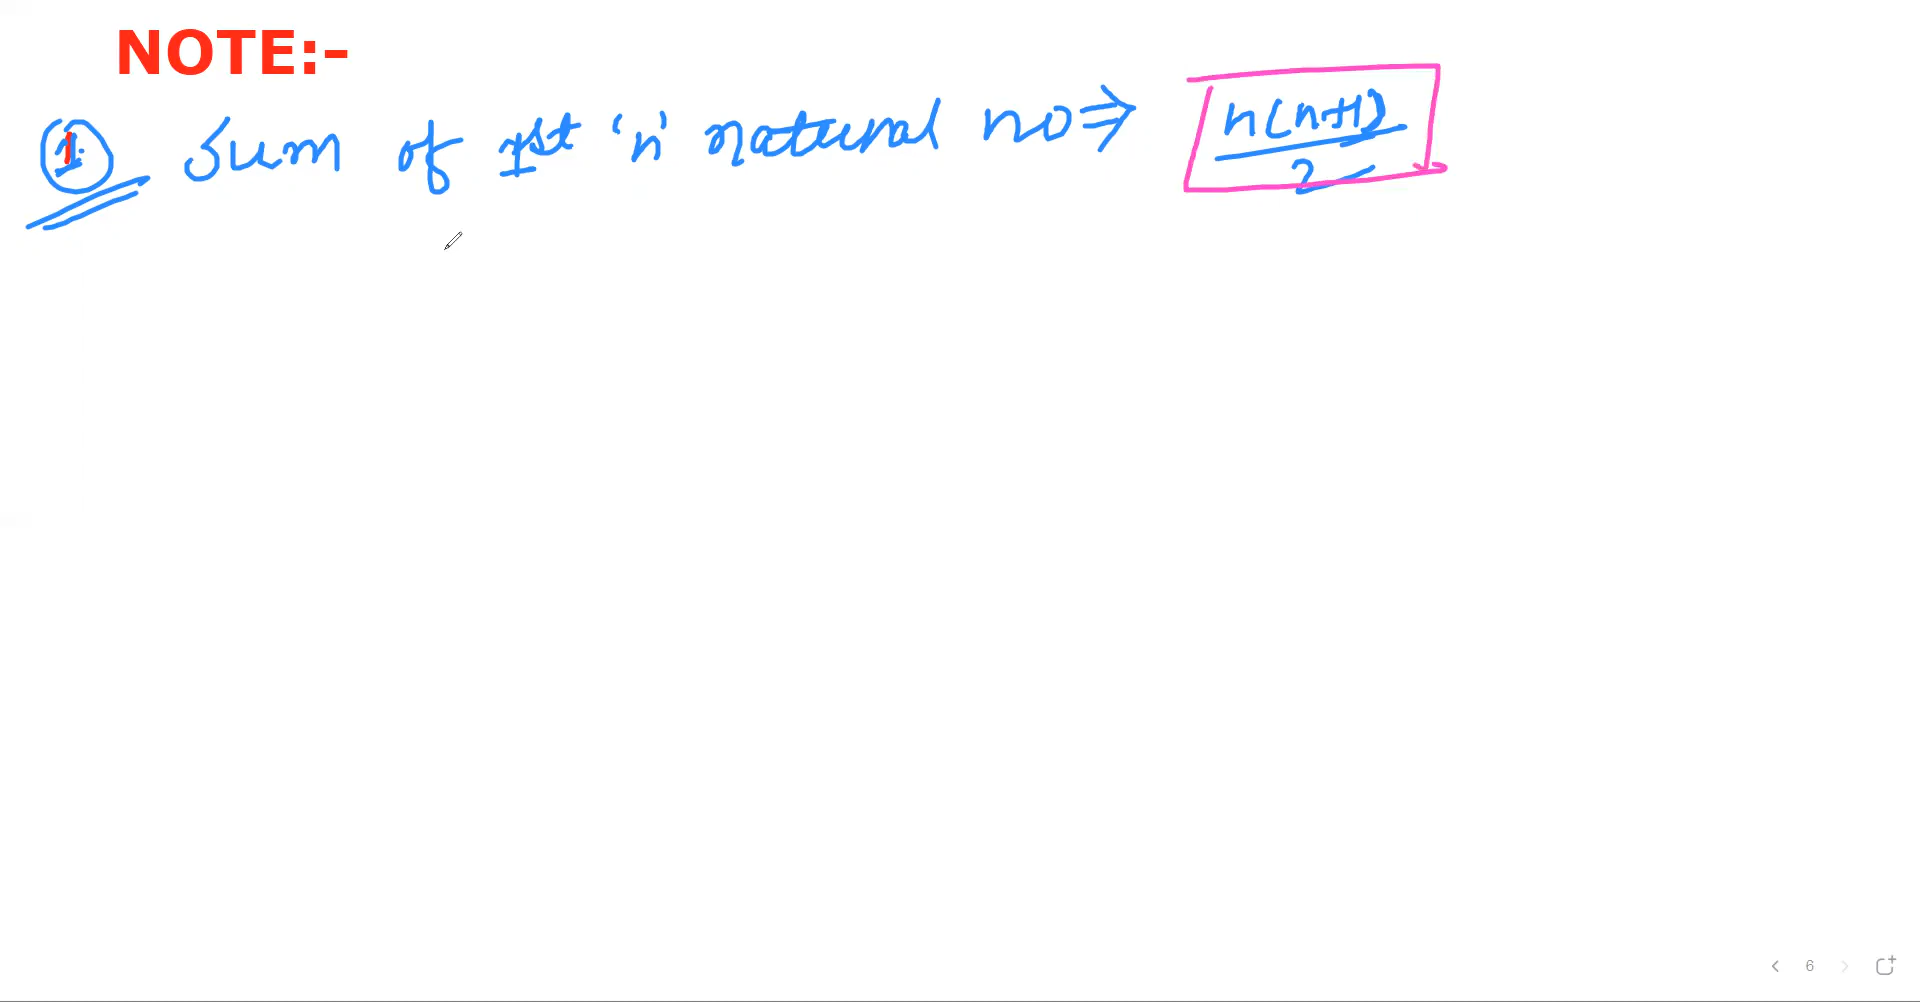 NOTE:-
1. Sum of 1st 'n' natural no ⇒ n(n+1)/2
6